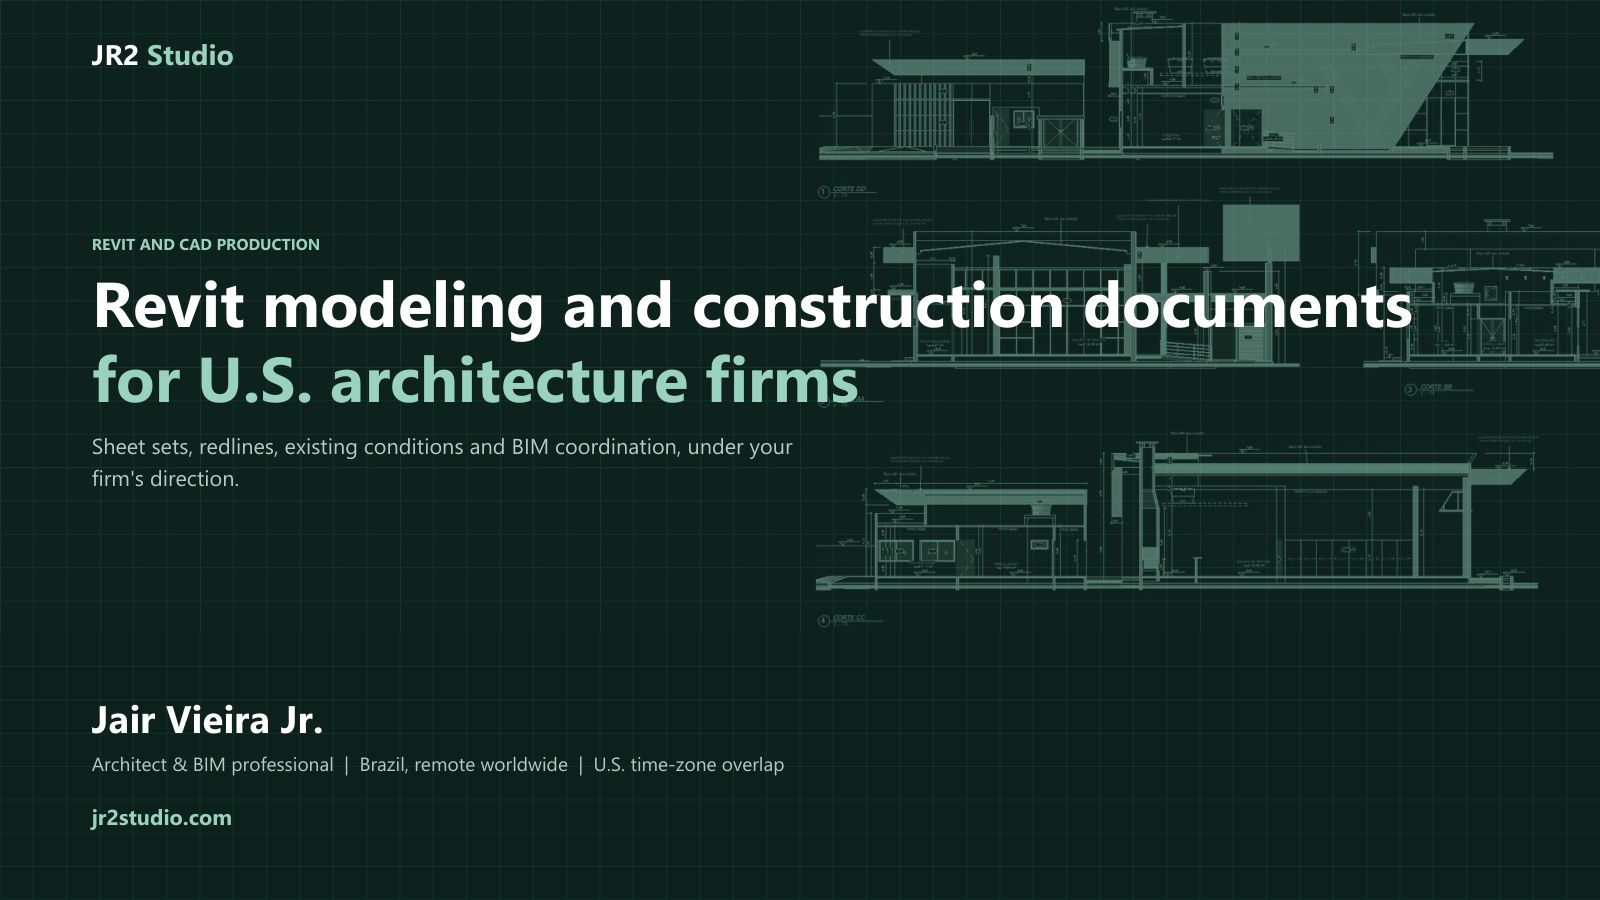 JR2 Studio
CORTE DD
REVIT AND CAD PRODUCTION
Revit modeling and construction documents
for U.S. architecture firms
CORTE BB
Sheet sets, redlines, existing conditions and BIM coordination, under your
firm's direction.
CORTE CC
Jair Vieira Jr.
Architect & BIM professional | Brazil, remote worldwide | U.S. time-zone overlap
jr2studio.com